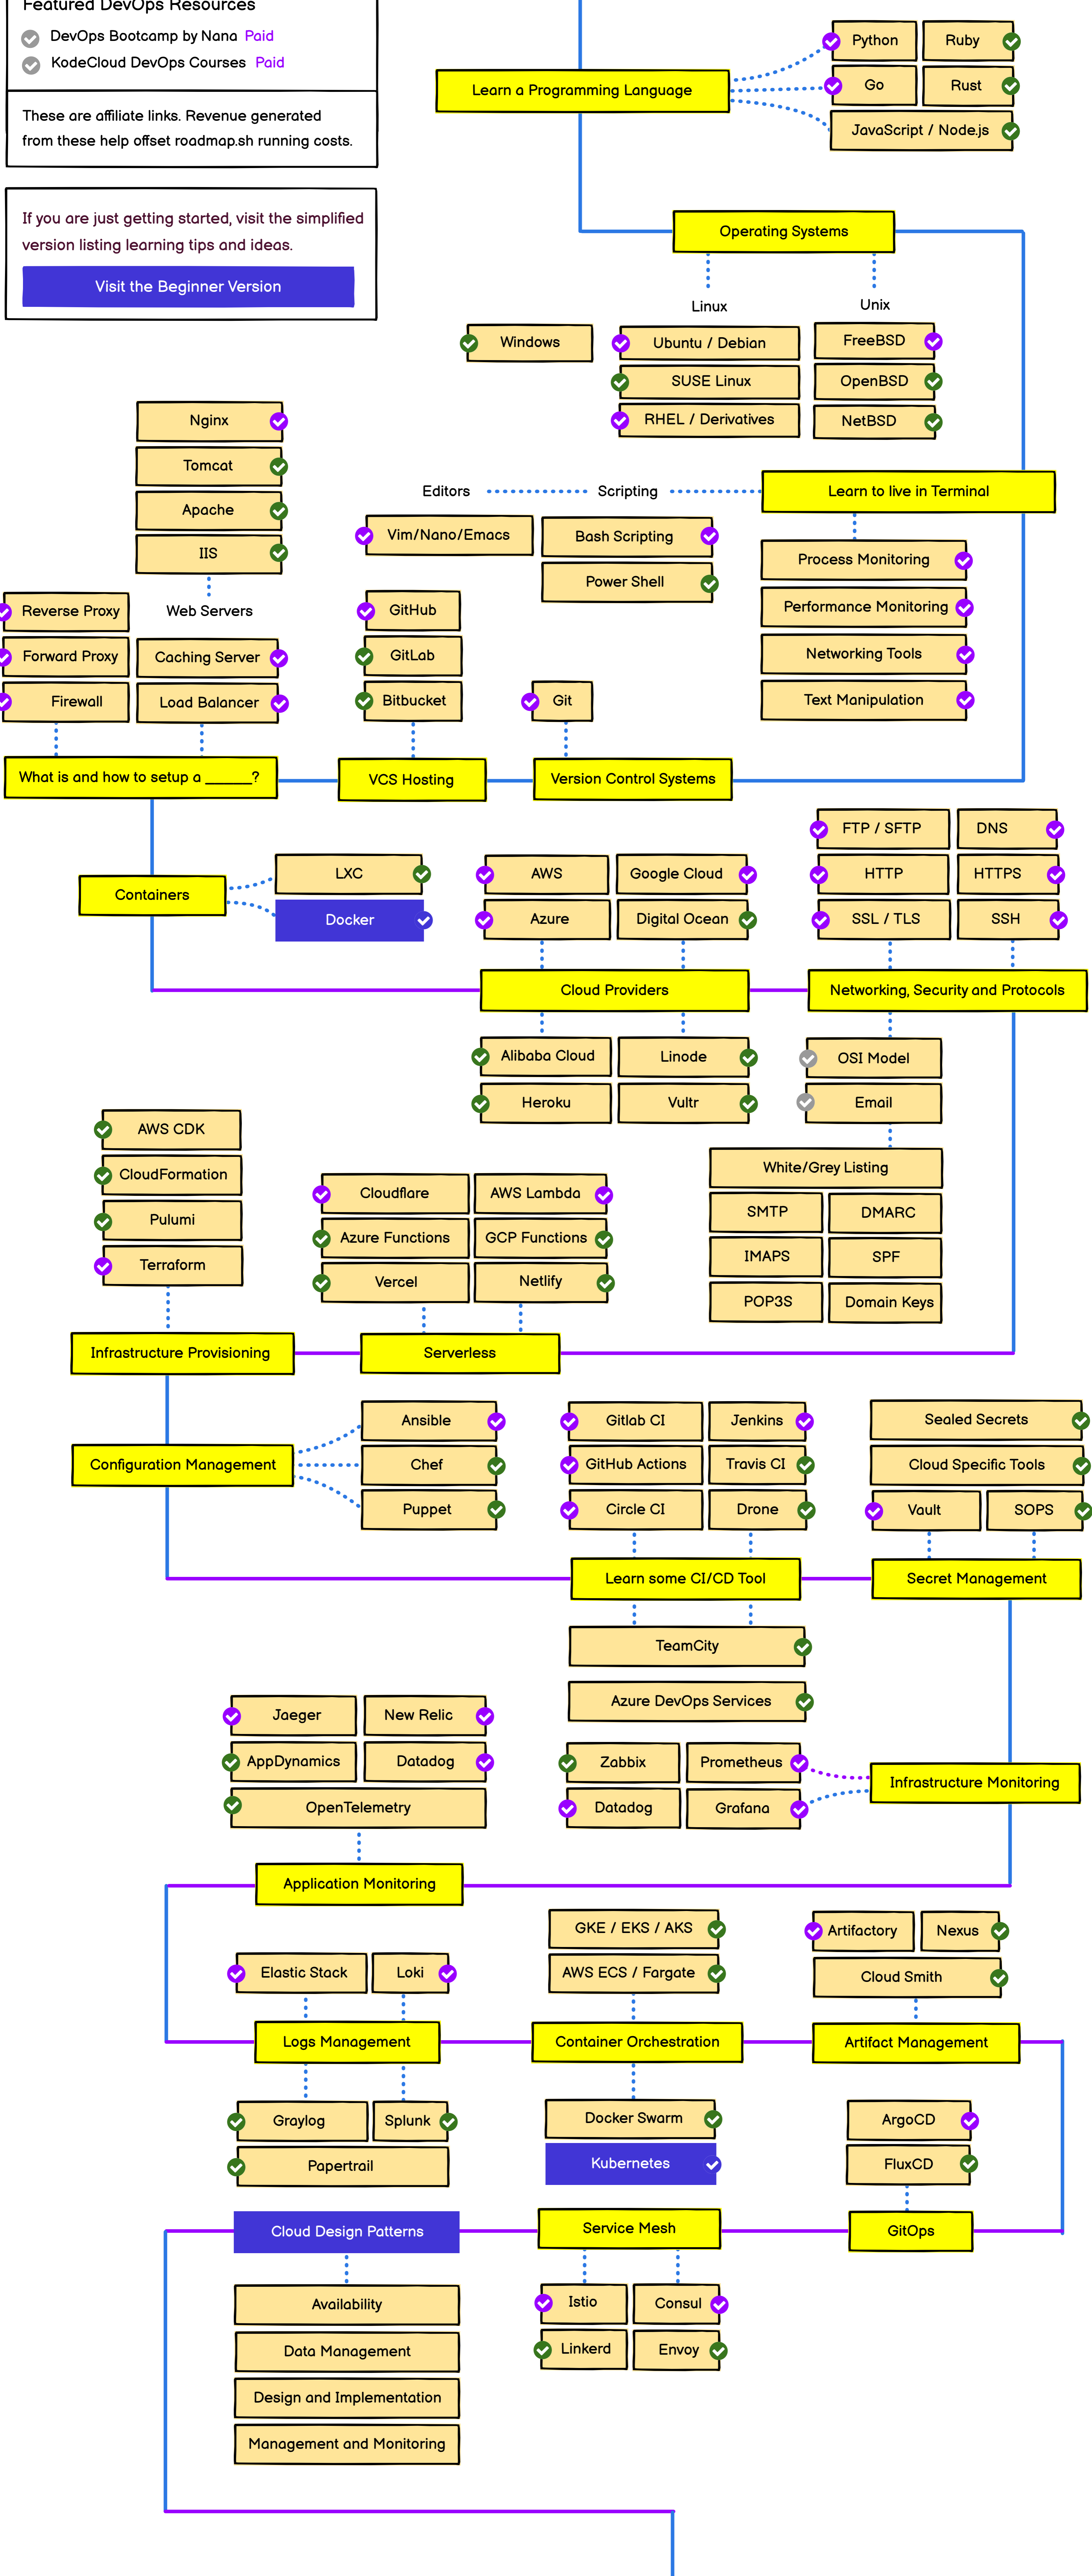 Featured DevOps Resources
DevOps Bootcamp by Nana Paid
KodeCloud DevOps Courses Paid
These are affiliate links. Revenue generated
from these help offset roadmap.sh running costs.
If you are just getting started, visit the simplified
version listing learning tips and ideas.
Visit the Beginner Version
Learn a Programming Language
Python
Ruby
Go
Rust
JavaScript / Node.js
Operating Systems
Linux
Unix
Windows
Ubuntu / Debian
SUSE Linux
RHEL / Derivatives
FreeBSD
OpenBSD
NetBSD
Learn to live in Terminal
Scripting
Editors
Vim/Nano/Emacs
Bash Scripting
Power Shell
Process Monitoring
Performance Monitoring
Networking Tools
Text Manipulation
Nginx
Tomcat
Apache
IIS
Web Servers
Reverse Proxy
Forward Proxy
Firewall
Caching Server
Load Balancer
GitHub
GitLab
Bitbucket
Git
What is and how to setup a ______?
VCS Hosting
Version Control Systems
Containers
LXC
Docker
AWS
Google Cloud
Azure
Digital Ocean
Cloud Providers
Alibaba Cloud
Linode
Heroku
Vultr
FTP / SFTP
DNS
HTTP
HTTPS
SSL / TLS
SSH
Networking, Security and Protocols
OSI Model
Email
White/Grey Listing
SMTP
DMARC
IMAPS
SPF
POP3S
Domain Keys
AWS CDK
CloudFormation
Pulumi
Terraform
Cloudflare
AWS Lambda
Azure Functions
GCP Functions
Vercel
Netlify
Infrastructure Provisioning
Serverless
Configuration Management
Ansible
Chef
Puppet
Gitlab CI
Jenkins
GitHub Actions
Travis CI
Circle CI
Drone
Sealed Secrets
Cloud Specific Tools
Vault
SOPS
Learn some CI/CD Tool
Secret Management
TeamCity
Azure DevOps Services
Jaeger
New Relic
AppDynamics
Datadog
OpenTelemetry
Zabbix
Prometheus
Datadog
Grafana
Infrastructure Monitoring
Application Monitoring
Elastic Stack
Loki
GKE / EKS / AKS
AWS ECS / Fargate
Artifactory
Nexus
Cloud Smith
Logs Management
Container Orchestration
Artifact Management
Graylog
Splunk
Papertrail
Docker Swarm
Kubernetes
ArgoCD
FluxCD
Cloud Design Patterns
Service Mesh
GitOps
Availability
Data Management
Design and Implementation
Management and Monitoring
Istio
Consul
Linkerd
Envoy